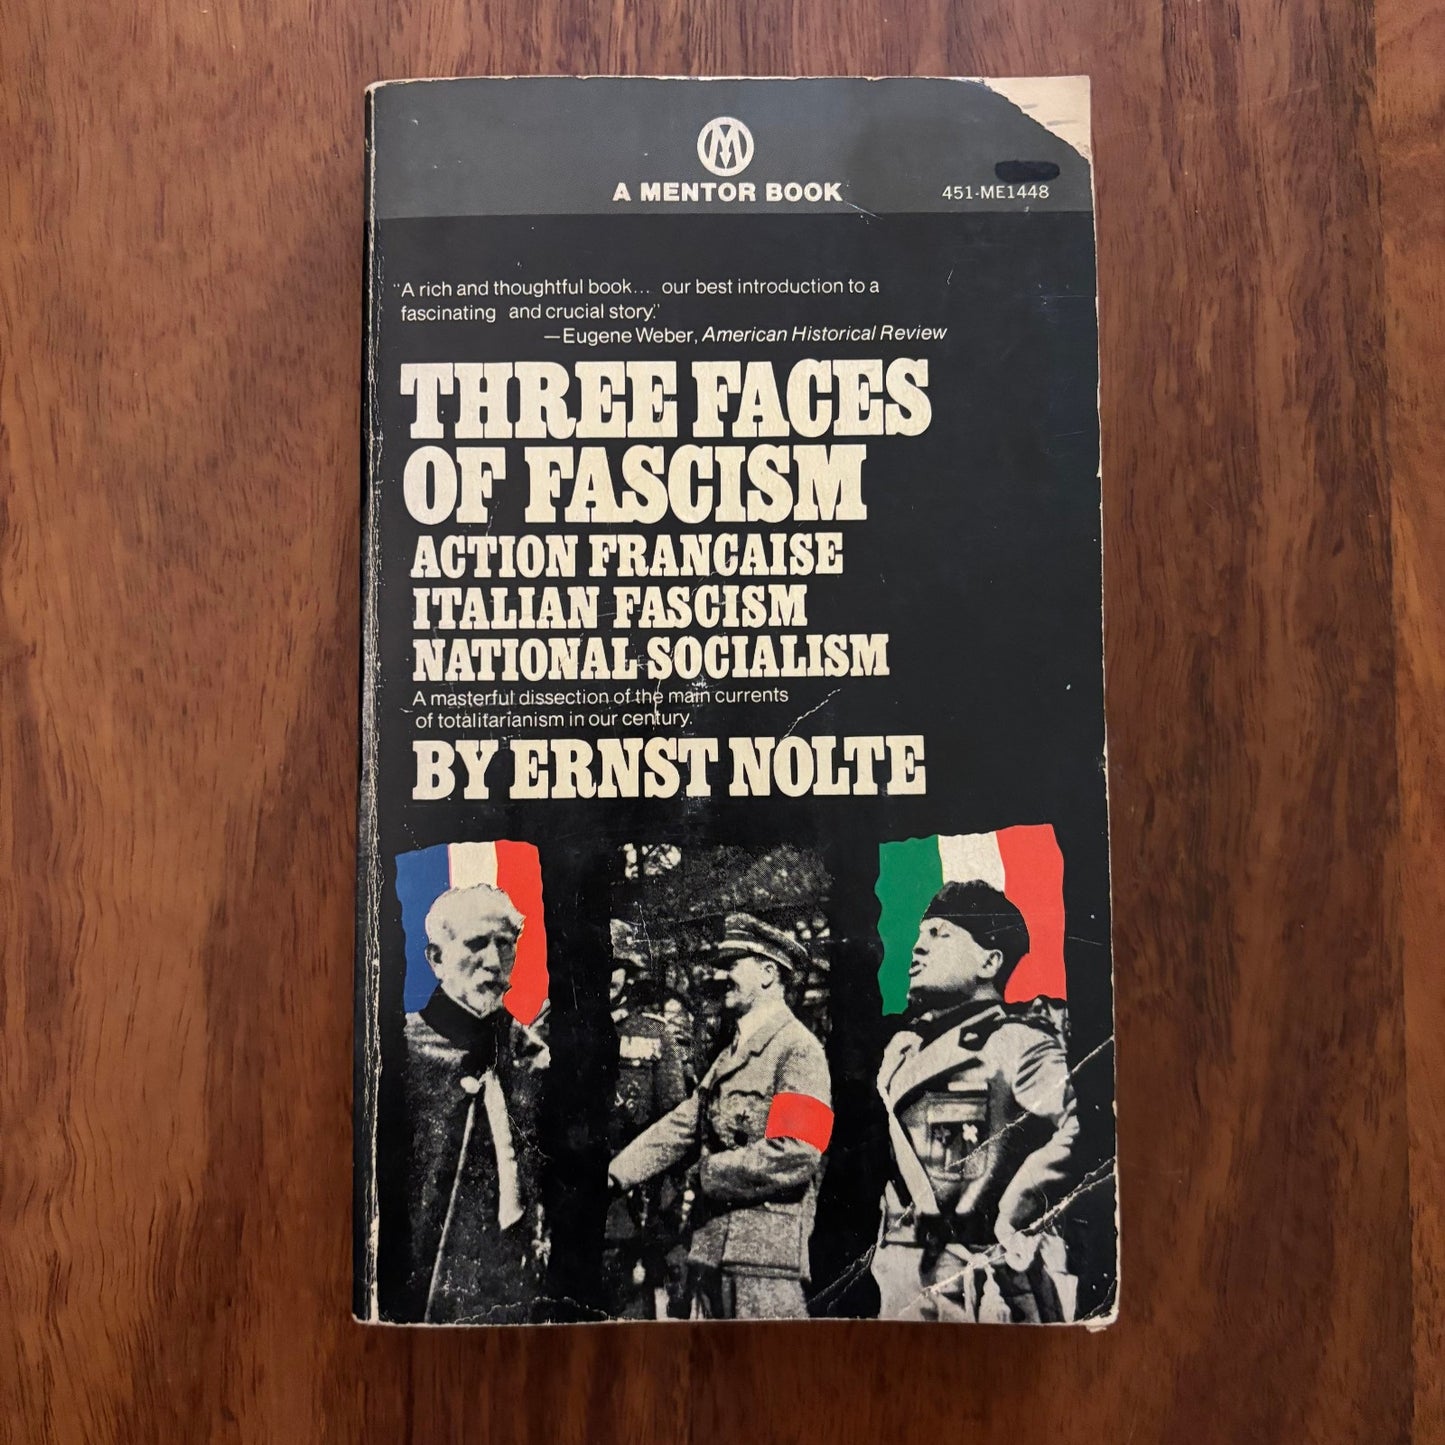 M
A MENTOR BOOK
451-ME1448
"A rich and thoughtful book... our best introduction to a
fascinating and crucial story."
—Eugene Weber, American Historical Review
THREE FACES
OF FASCISM
ACTION FRANCAISE
ITALIAN FASCISM
NATIONAL SOCIALISM
A masterful dissection of the main currents
of totalitarianism in our century.
BY ERNST NOLTE